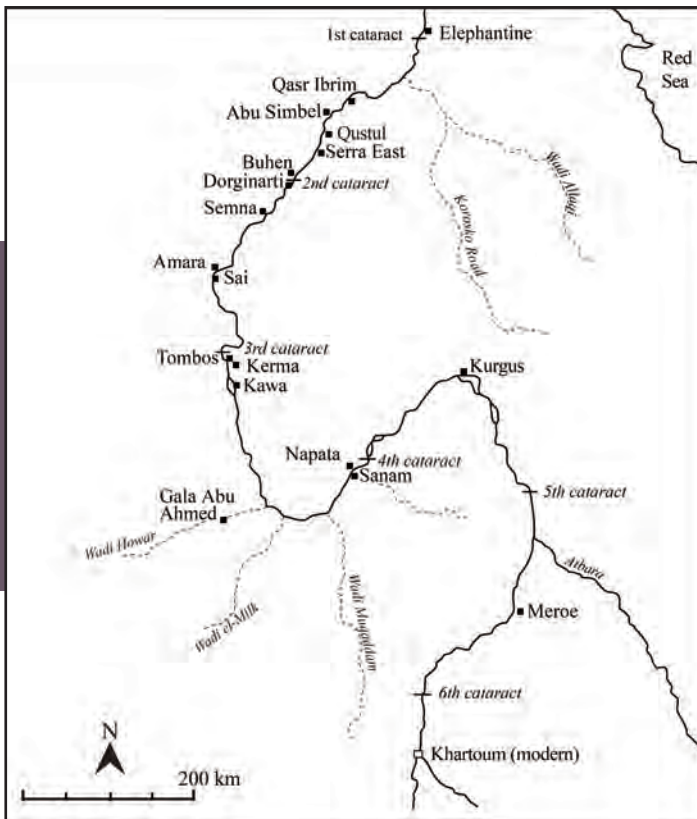 1st cataract
Elephantine
Red
Sea
Qasr Ibrim
Abu Simbel
Qustul
Serra East
Buhen
Dorginarti
2nd cataract
Semna
Wadi Allaqi
Korosko Road
Amara
Sai
3rd cataract
Tombos
Kerma
Kawa
Kurgus
Napata
4th cataract
Sanam
5th cataract
Gala Abu
Ahmed
Wadi Howar
Wadi el-Milk
Wadi Muqaddam
Atbara
Meroe
6th cataract
N
Khartoum (modern)
200 km